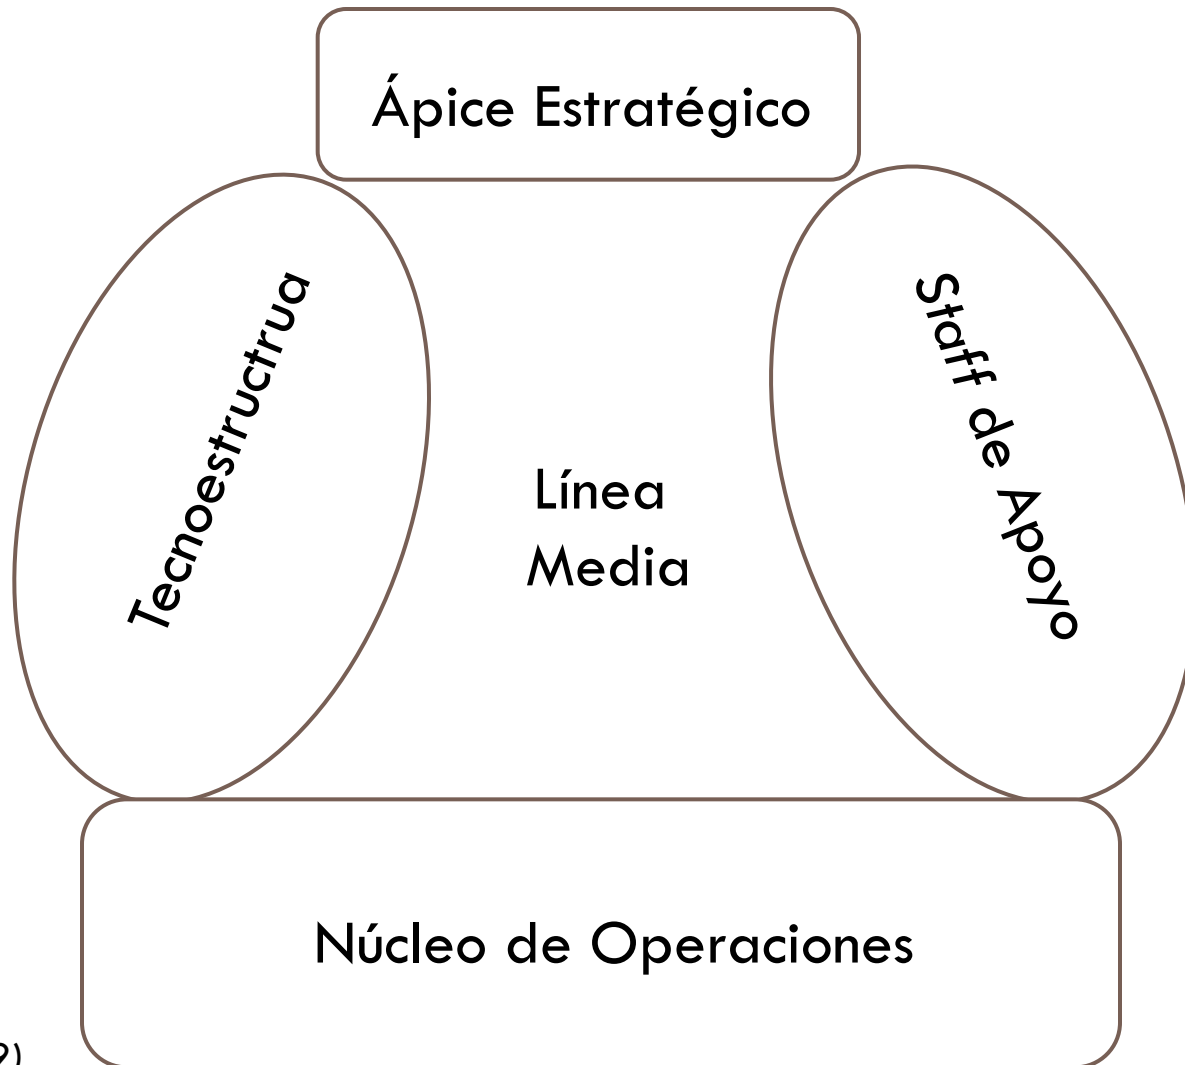 Ápice Estratégico
Tecnoestructrua
Staff de Apoyo
Línea
Media
Núcleo de Operaciones